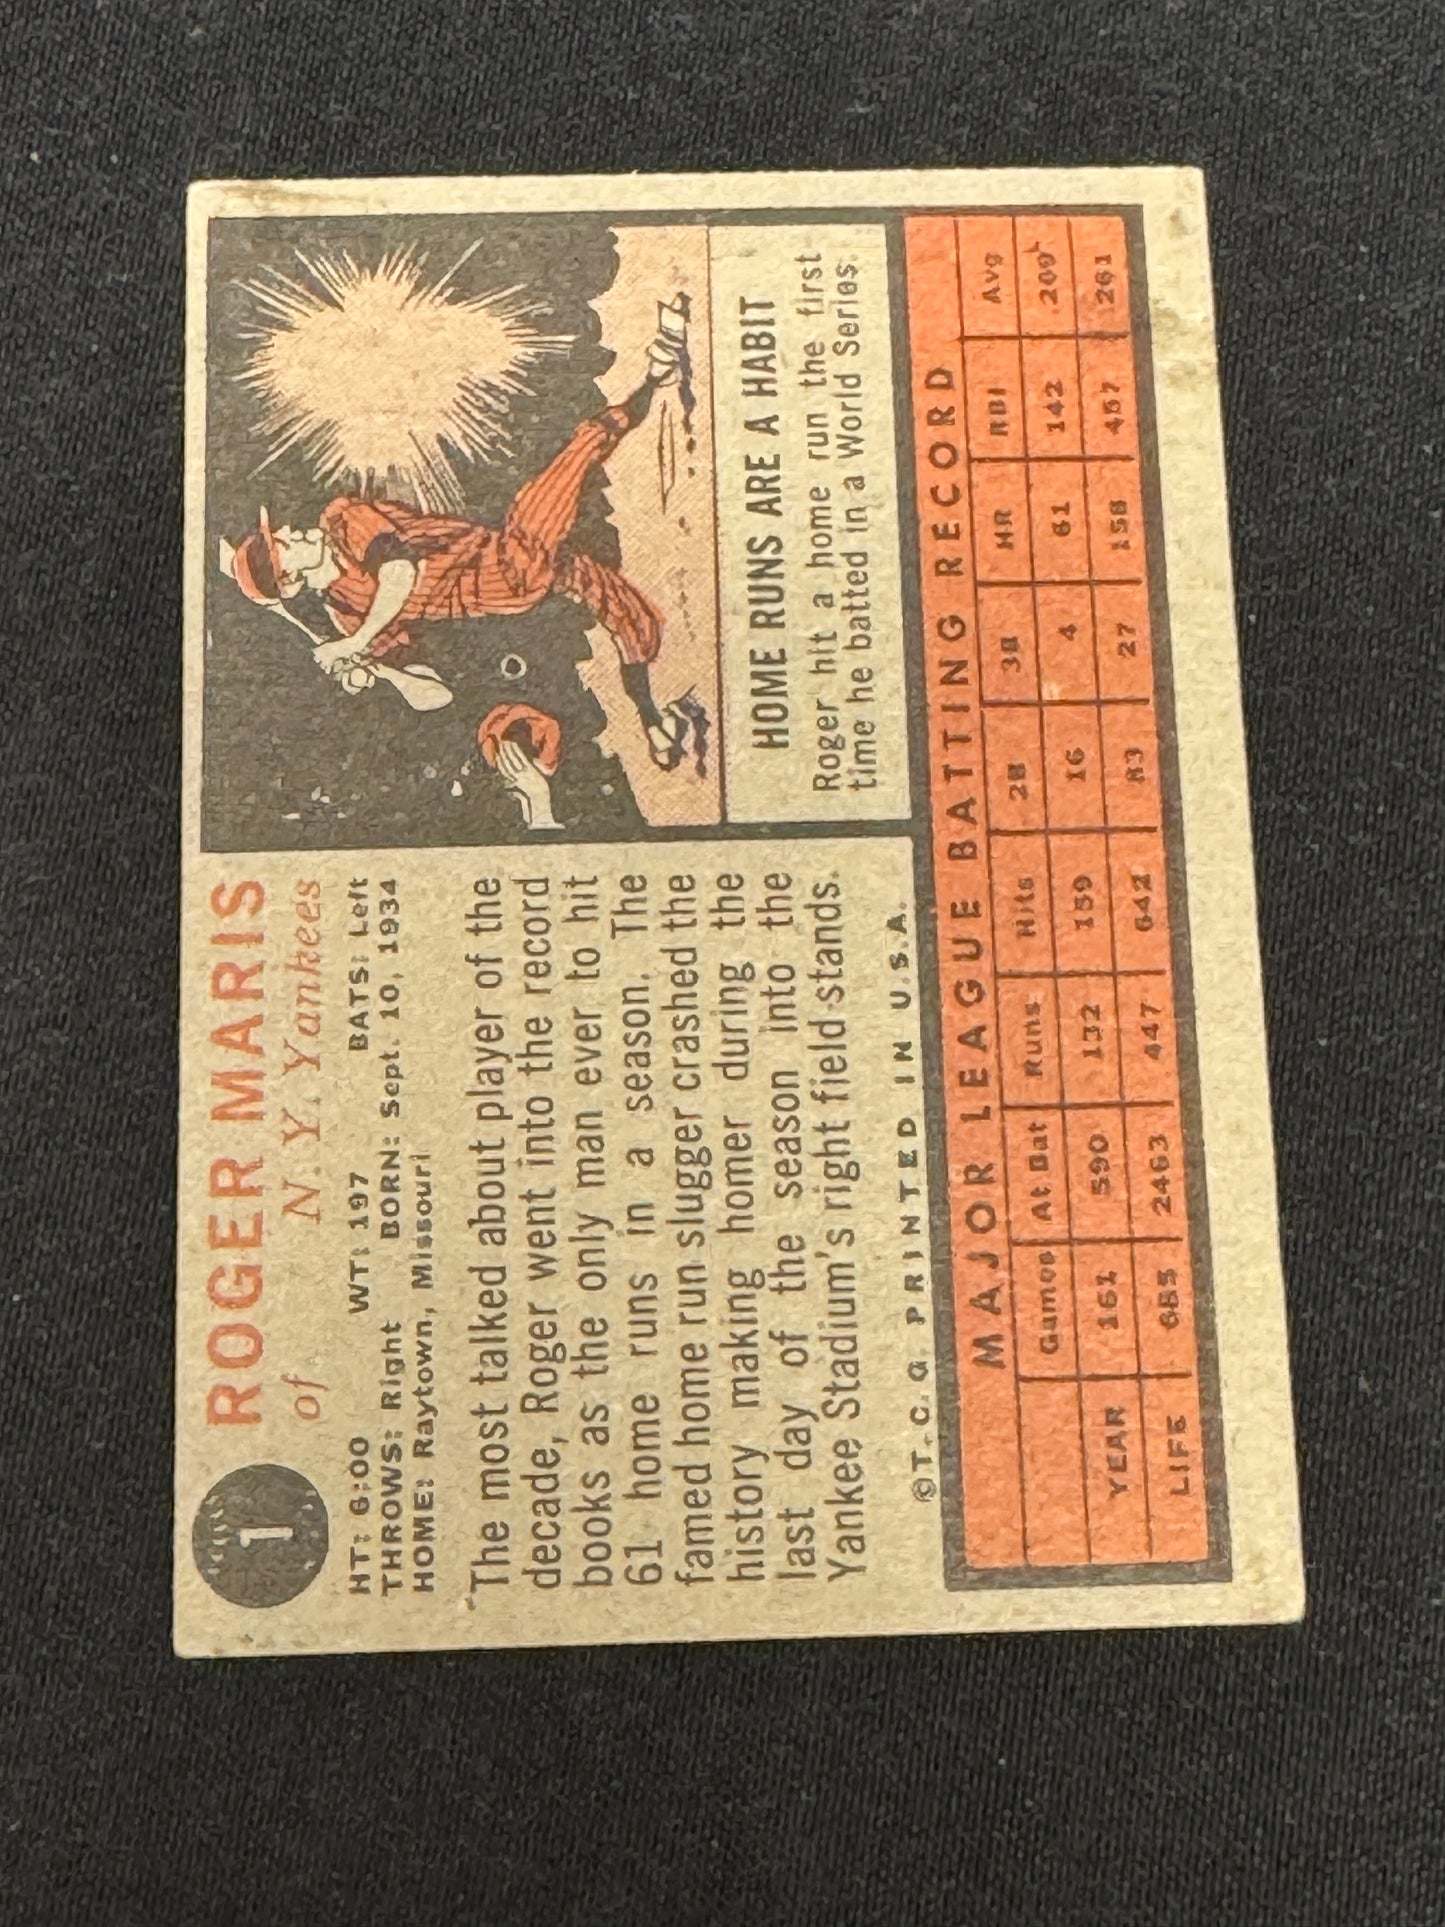 1
ROGER MARIS
of N. Y. Yankees
HT: 6:00 WT: 197 BATS: Left
THROWS: Right BORN: Sept. 10, 1934
HOME: Raytown, Missouri
The most talked about player of the
decade, Roger went into the record
books as the only man ever to hit
61 home runs in a season. The
famed home run slugger crashed the
history making homer during the
last day of the season into the
Yankee Stadium's right field stands.
©T. C. G. PRINTED IN U.S.A.
HOME RUNS ARE A HABIT
Roger hit a home run the first
time he batted in a World Series.
MAJOR LEAGUE BATTING RECORD
Games At Bat Runs Hits 2B 3B HR RBI Avg
YEAR 161 590 132 159 16 4 61 142 .269
LIFE 685 2463 447 642 83 27 158 457 .261